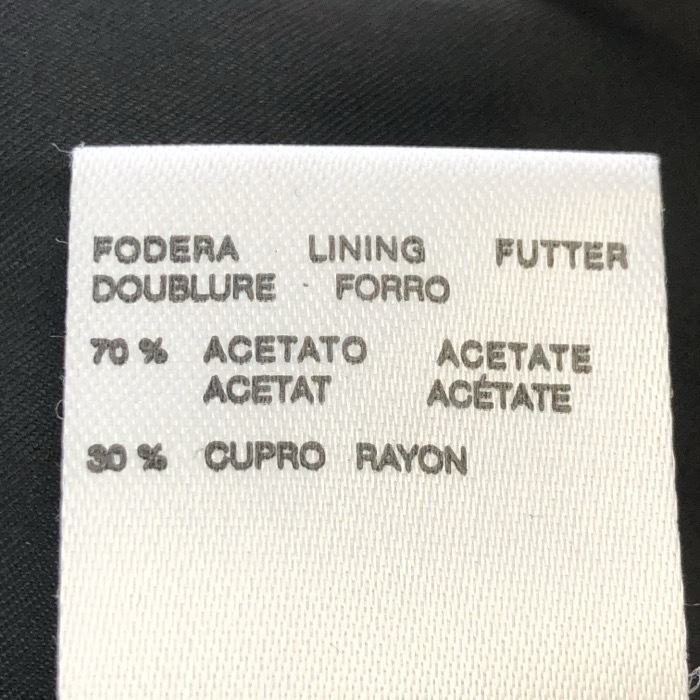 FODERA LINING FUTTER
DOUBLURE FORRO
70 % ACETATO ACETATE
ACETAT ACÉTATE
30 % CUPRO RAYON